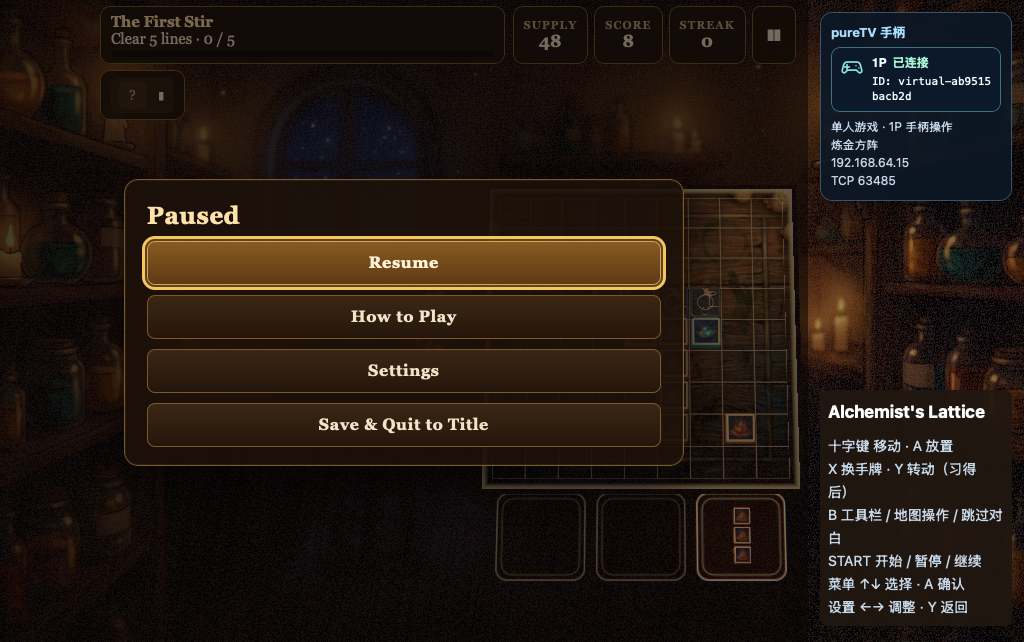 The First Stir
Clear 5 lines · 0 / 5
SUPPLY
48
SCORE
8
STREAK
0
?
Paused
Resume
How to Play
Settings
Save & Quit to Title
pureTV 手柄
1P 已连接
ID: virtual-ab9515
bacb2d
单人游戏 · 1P 手柄操作
炼金方阵
192.168.64.15
TCP 63485
Alchemist's Lattice
十字键 移动 · A 放置
X 换手牌 · Y 转动（习得
后）
B 工具栏 / 地图操作 / 跳过对
白
START 开始 / 暂停 / 继续
菜单 ↑↓ 选择 · A 确认
设置 ←→ 调整 · Y 返回